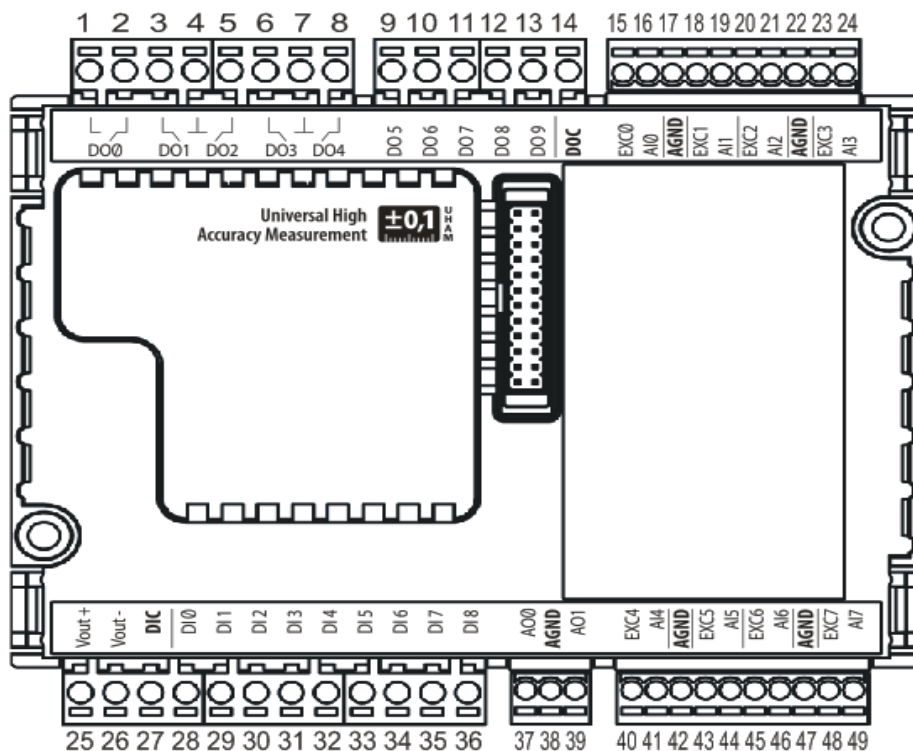 1 2 3 4 5 6 7 8 9 10 11 12 13 14 15 16 17 18 19 20 21 22 23 24
DOØ DO1 DO2 DO3 DO4 DO5 DO6 DO7 DO8 DO9 DOC EXC0 AI0 AGND EXC1 AI1 EXC2 AI2 AGND EXC3 AI3
Universal High
Accuracy Measurement
±0,1
UHAM
Vout+ Vout- DIC DI0 DI1 DI2 DI3 DI4 DI5 DI6 DI7 DI8 AO0 AGND AO1 EXC4 AI4 AGND EXC5 AI5 EXC6 AI6 AGND EXC7 AI7
25 26 27 28 29 30 31 32 33 34 35 36 37 38 39 40 41 42 43 44 45 46 47 48 49